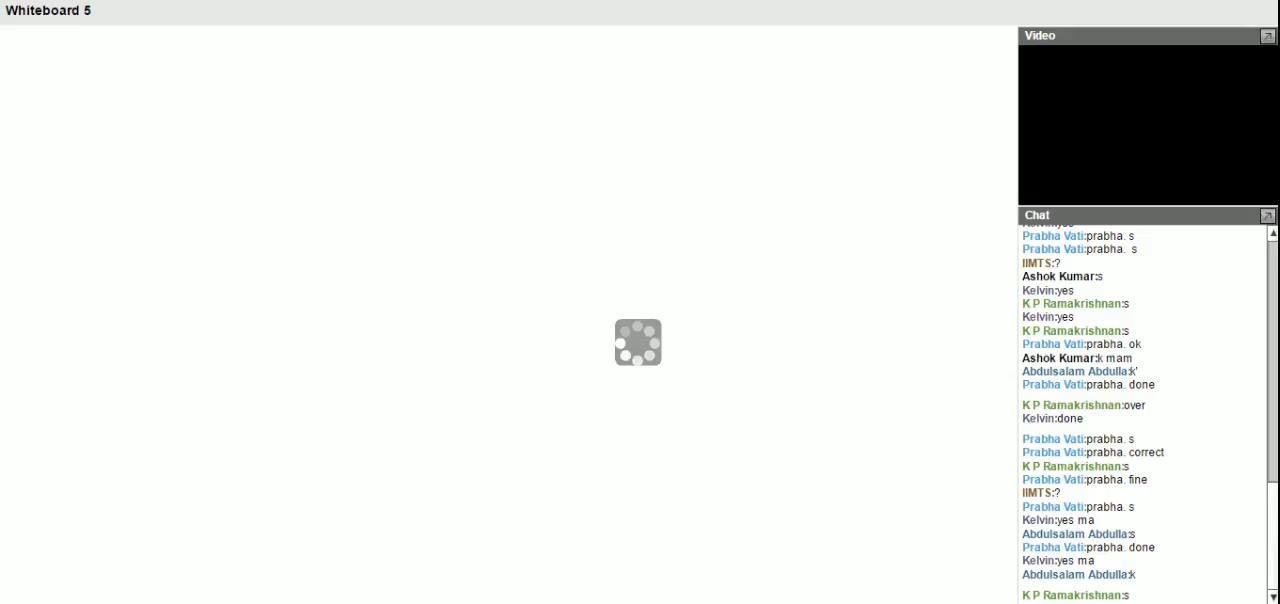 Whiteboard 5
Video
Chat
Kelvin:yes
Prabha Vati:prabha. s
Prabha Vati:prabha.  s
IIMTS:?
Ashok Kumar:s
Kelvin:yes
K P Ramakrishnan:s
Kelvin:yes
K P Ramakrishnan:s
Prabha Vati:prabha. ok
Ashok Kumar:k mam
Abdulsalam Abdulla:k'
Prabha Vati:prabha. done
K P Ramakrishnan:over
Kelvin:done
Prabha Vati:prabha. s
Prabha Vati:prabha. correct
K P Ramakrishnan:s
Prabha Vati:prabha. fine
IIMTS:?
Prabha Vati:prabha. s
Kelvin:yes ma
Abdulsalam Abdulla:s
Prabha Vati:prabha. done
Kelvin:yes ma
Abdulsalam Abdulla:k
K P Ramakrishnan:s